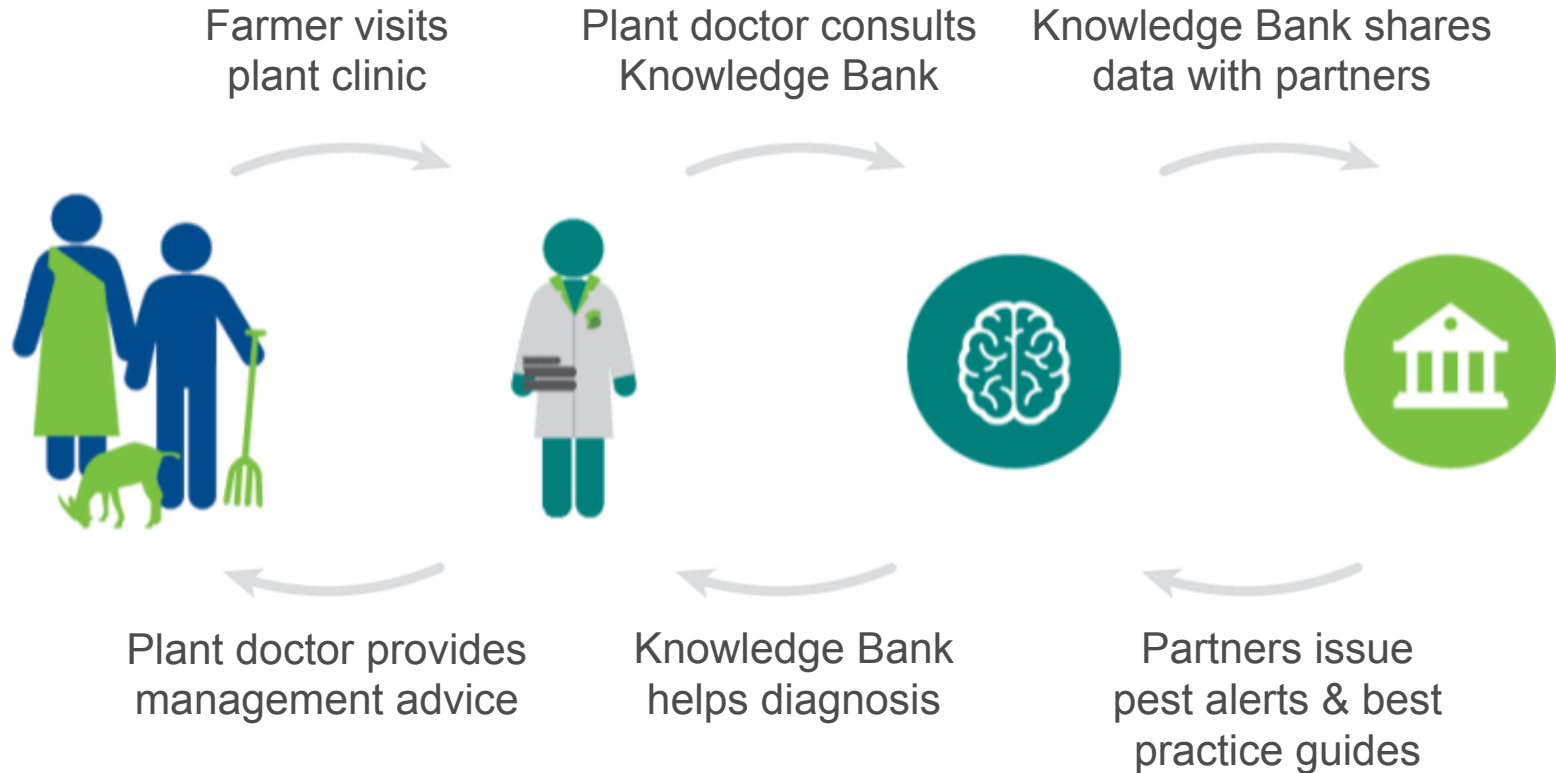 Farmer visits
plant clinic
Plant doctor consults
Knowledge Bank
Knowledge Bank shares
data with partners
Plant doctor provides
management advice
Knowledge Bank
helps diagnosis
Partners issue
pest alerts & best
practice guides